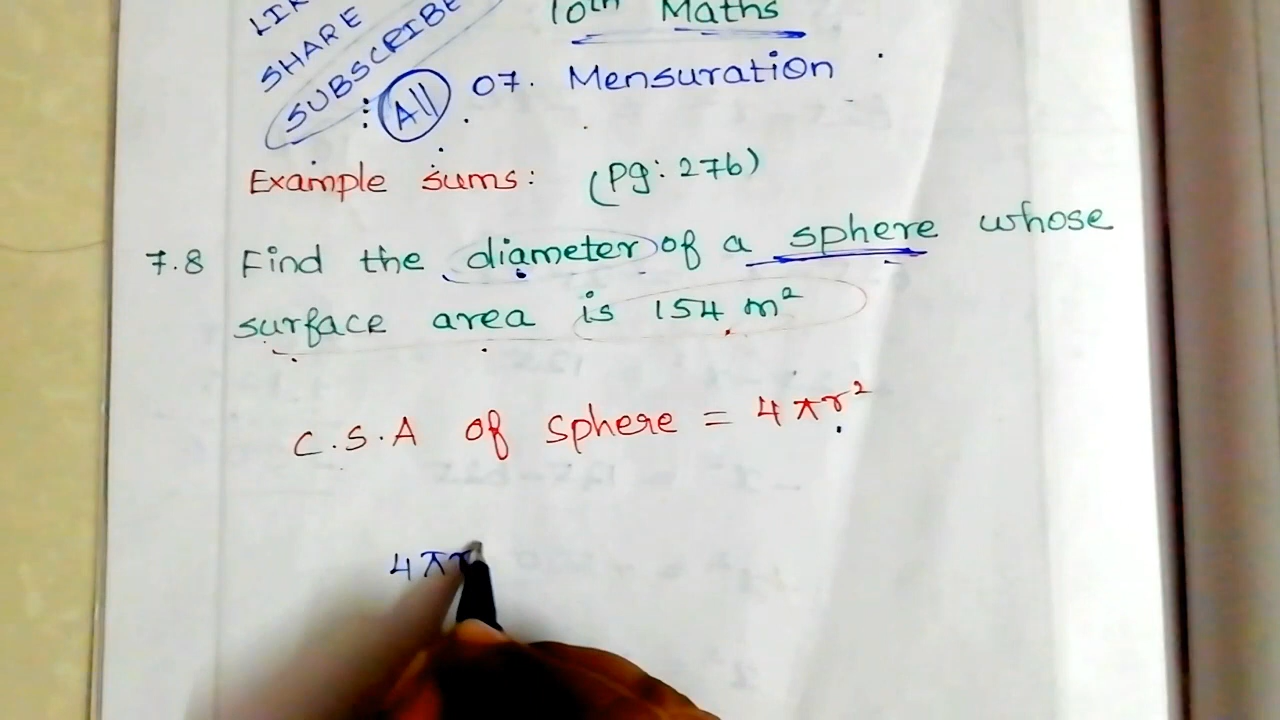 SHARE
SUBSCRIBE
: All
10th Maths
07. Mensuration
Example sums: (Pg: 276)
7.8 Find the diameter of a sphere whose
surface area is 154 m²
C.S.A of sphere = 4πr²
4πr